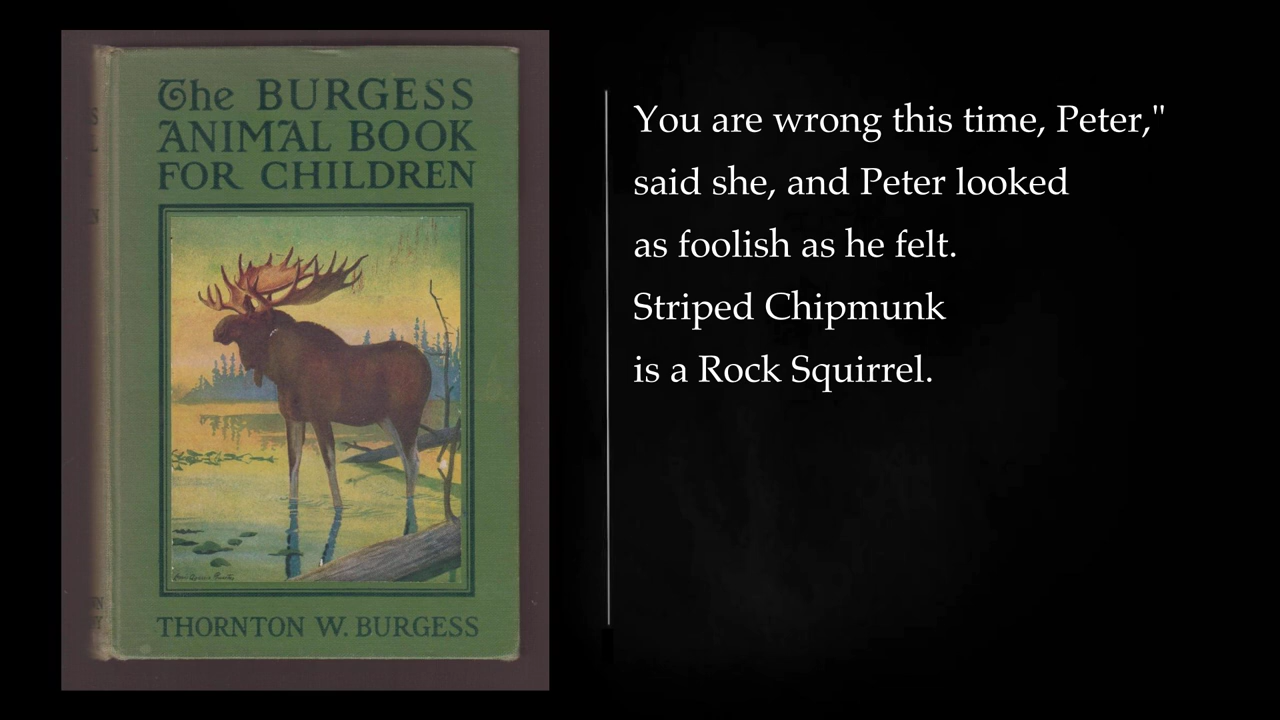 The BURGESS
ANIMAL BOOK
FOR CHILDREN
THORNTON W. BURGESS
You are wrong this time, Peter,"
said she, and Peter looked
as foolish as he felt.
Striped Chipmunk
is a Rock Squirrel.